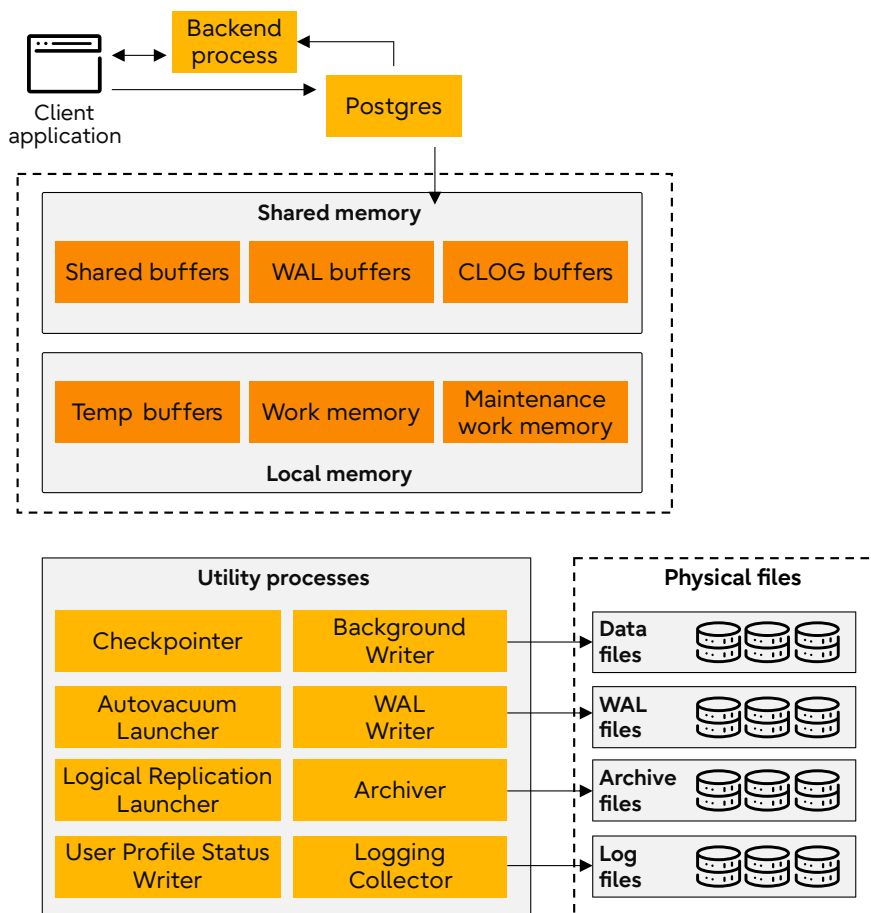 Backend
process
Client
application
Postgres
Shared memory
Shared buffers
WAL buffers
CLOG buffers
Temp buffers
Work memory
Maintenance
work memory
Local memory
Utility processes
Checkpointer
Background
Writer
Autovacuum
Launcher
WAL
Writer
Logical Replication
Launcher
Archiver
User Profile Status
Writer
Logging
Collector
Physical files
Data
files
WAL
files
Archive
files
Log
files